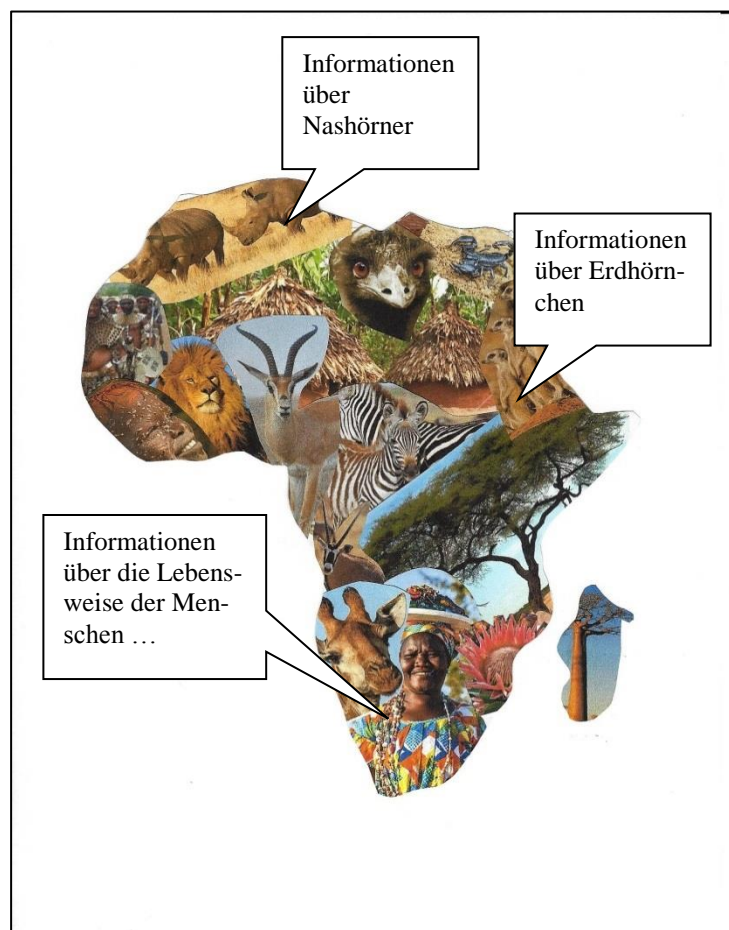 Informationen
über
Nashörner
Informationen
über Erdhörn-
chen
Informationen
über die Lebens-
weise der Men-
schen …